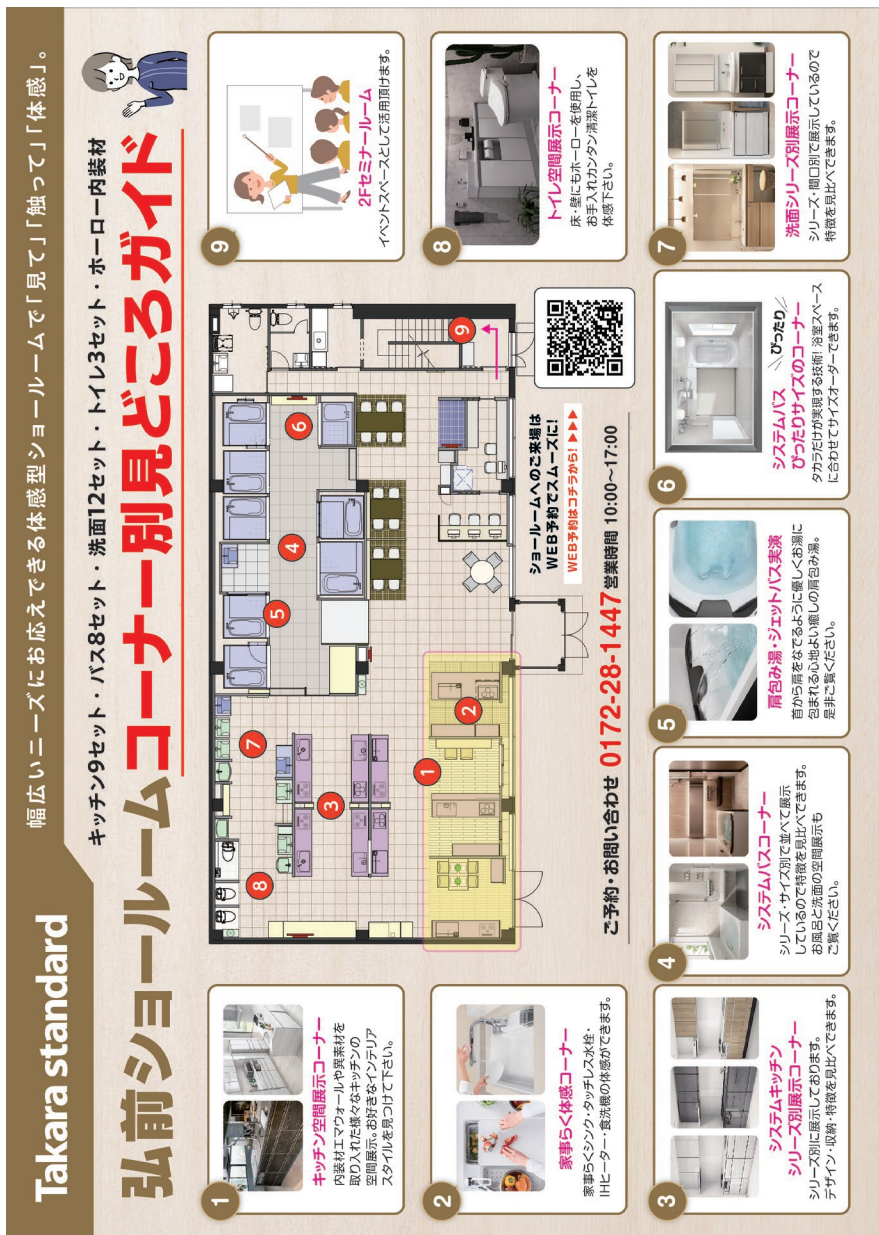 Takara standard
幅広いニーズにお応えできる体感型ショールームで「見て」「触って」「体感」。
キッチン9セット・バス8セット・洗面12セット・トイレ3セット・ホーロー内装材
弘前ショールームコーナー別見どころガイド
1
キッチン空間展示コーナー
内装材エマウォールや異素材を
取り入れた様々なキッチンの
空間展示。お好きなインテリア
スタイルを見つけて下さい。
2
家事らく体感コーナー
家事らくシンク・タッチレス水栓・
IHヒーター・食洗機の体感ができます。
3
システムキッチン
シリーズ別展示コーナー
シリーズ別に展示しております。
デザイン・収納・特徴を見比べできます。
4
システムバスコーナー
シリーズ・サイズ別で並べて展示
しているので特徴を見比べできます。
お風呂と洗面の空間展示も
ご覧ください。
5
肩包み湯・ジェットバス実演
首から肩をなでるように優しくお湯に
包まれる心地よい癒しの肩包み湯。
是非ご覧ください。
6
システムバス
ぴったりサイズのコーナー
ぴったり
タカラだけが実現する技術!浴室スペース
に合わせてサイズオーダーできます。
7
洗面シリーズ別展示コーナー
シリーズ・間口別で展示しているので
特徴を見比べできます。
8
トイレ空間展示コーナー
床・壁にもホーローを使用し、
お手入れカンタン清潔トイレを
体感下さい。
9
2Fセミナールーム
イベントスペースとして活用頂けます。
8
7
5
4
6
9
3
1
2
ショールームへのご来場は
WEB予約でスムーズに!
WEB予約はコチラから!▶▶▶
ご予約・お問い合わせ 0172-28-1447 営業時間 10:00〜17:00